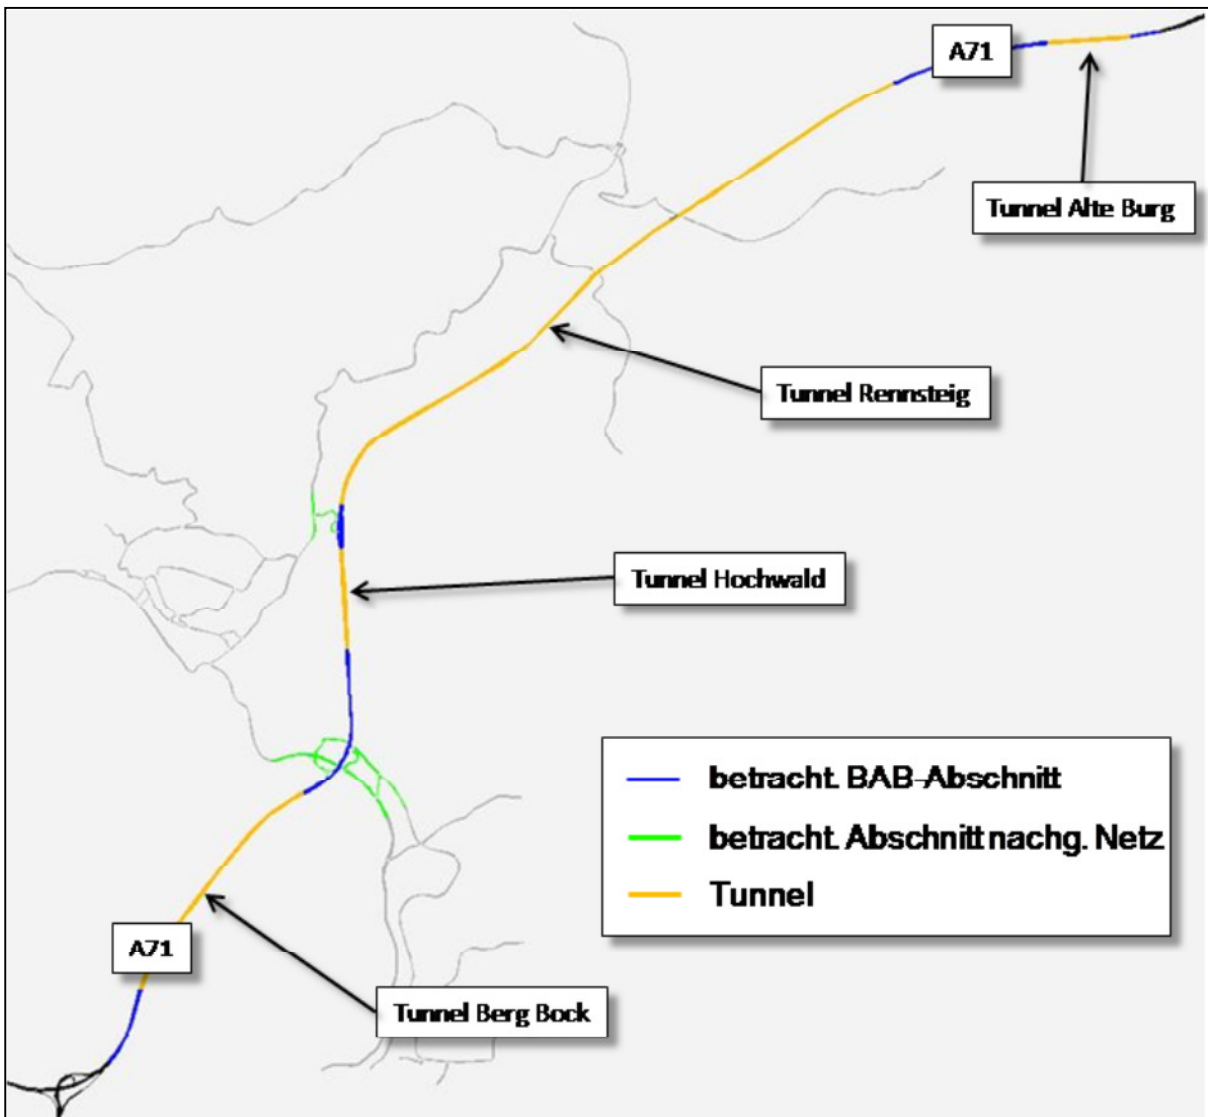 A71
Tunnel Alte Burg
Tunnel Rennsteig
Tunnel Hochwald
betracht. BAB-Abschnitt
betracht. Abschnitt nachg. Netz
Tunnel
A71
Tunnel Berg Bock